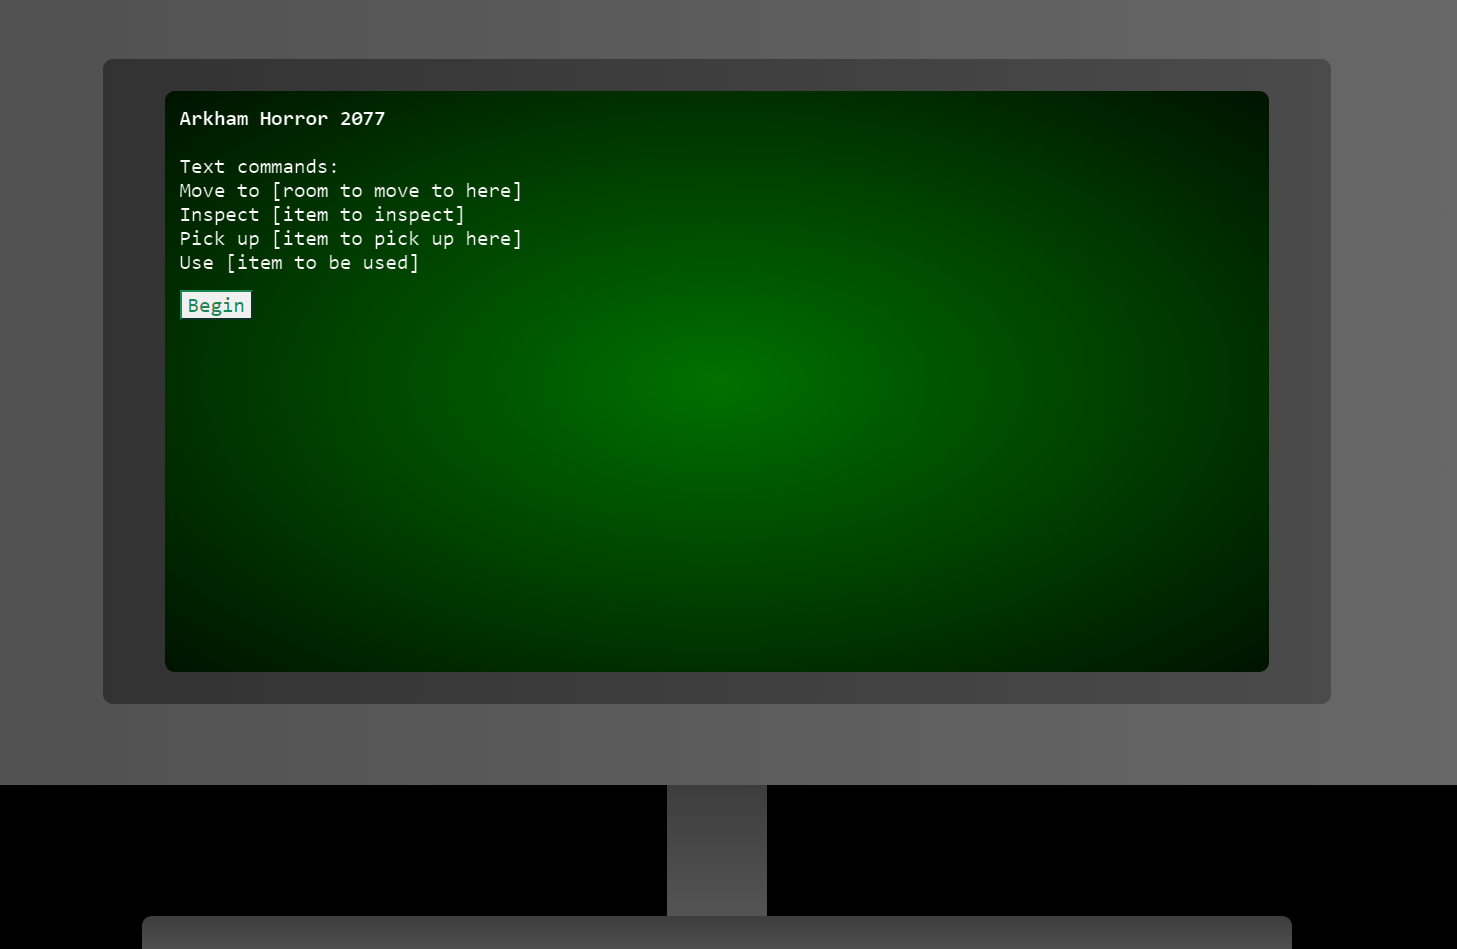 Arkham Horror 2077
Text commands:
Move to [room to move to here]
Inspect [item to inspect]
Pick up [item to pick up here]
Use [item to be used]
Begin